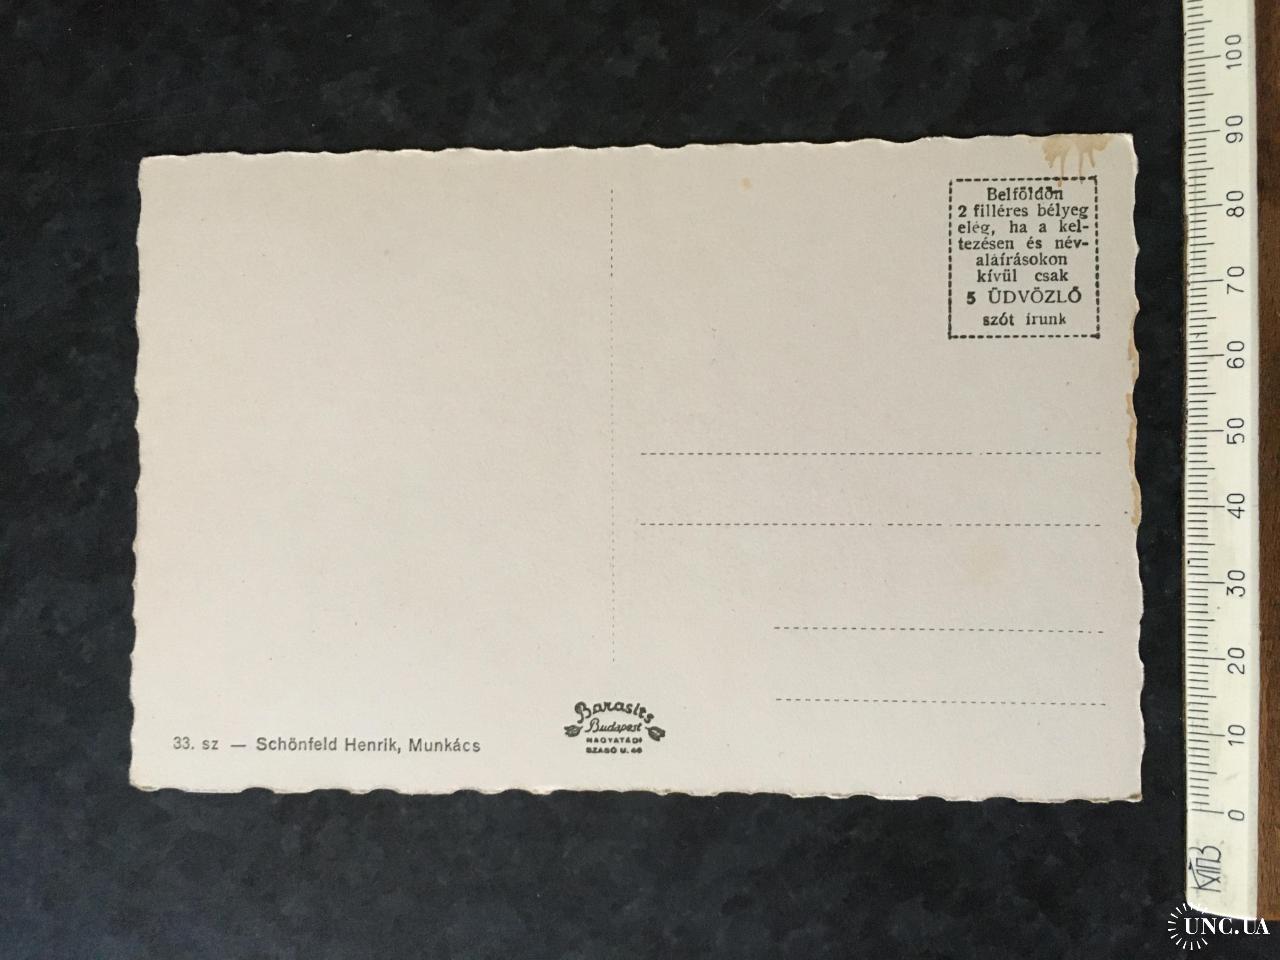 Belföldön
2 filléres bélyeg
elég, ha a kel-
tezésen és név-
aláírásokon
kívül csak
5 ÜDVÖZLŐ
szót írunk
33. sz — Schönfeld Henrik, Munkács
Barasits
Budapest
NAGYATÁDI
SZABÓ U. 46
100
90
80
70
60
50
40
30
20
10
0
UNC.UA